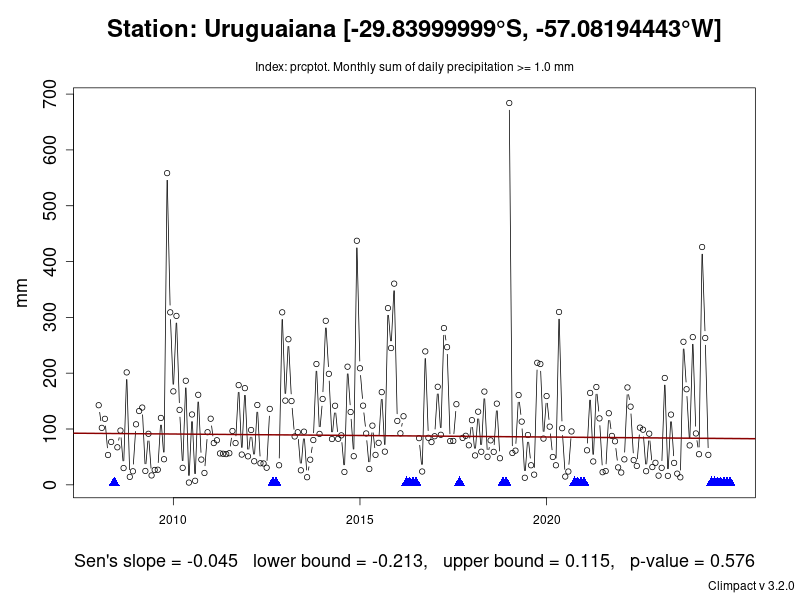 Station: Uruguaiana [-29.83999999°S, -57.08194443°W]
Index: prcptot. Monthly sum of daily precipitation >= 1.0 mm
700
600
500
400
300
200
100
0
mm
2010 2015 2020
Sen's slope = -0.045 lower bound = -0.213, upper bound = 0.115, p-value = 0.576
Climpact v 3.2.0